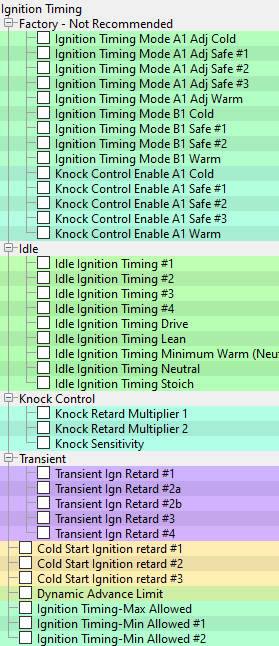 Ignition Timing
Factory - Not Recommended
Ignition Timing Mode A1 Adj Cold
Ignition Timing Mode A1 Adj Safe #1
Ignition Timing Mode A1 Adj Safe #2
Ignition Timing Mode A1 Adj Safe #3
Ignition Timing Mode A1 Adj Warm
Ignition Timing Mode B1 Cold
Ignition Timing Mode B1 Safe #1
Ignition Timing Mode B1 Safe #2
Ignition Timing Mode B1 Warm
Knock Control Enable A1 Cold
Knock Control Enable A1 Safe #1
Knock Control Enable A1 Safe #2
Knock Control Enable A1 Safe #3
Knock Control Enable A1 Warm
Idle
Idle Ignition Timing #1
Idle Ignition Timing #2
Idle Ignition Timing #3
Idle Ignition Timing #4
Idle Ignition Timing Drive
Idle Ignition Timing Lean
Idle Ignition Timing Minimum Warm (Neu
Idle Ignition Timing Neutral
Idle Ignition Timing Stoich
Knock Control
Knock Retard Multiplier 1
Knock Retard Multiplier 2
Knock Sensitivity
Transient
Transient Ign Retard #1
Transient Ign Retard #2a
Transient Ign Retard #2b
Transient Ign Retard #3
Transient Ign Retard #4
Cold Start Ignition retard #1
Cold Start Ignition retard #2
Cold Start Ignition retard #3
Dynamic Advance Limit
Ignition Timing-Max Allowed
Ignition Timing-Min Allowed #1
Ignition Timing-Min Allowed #2